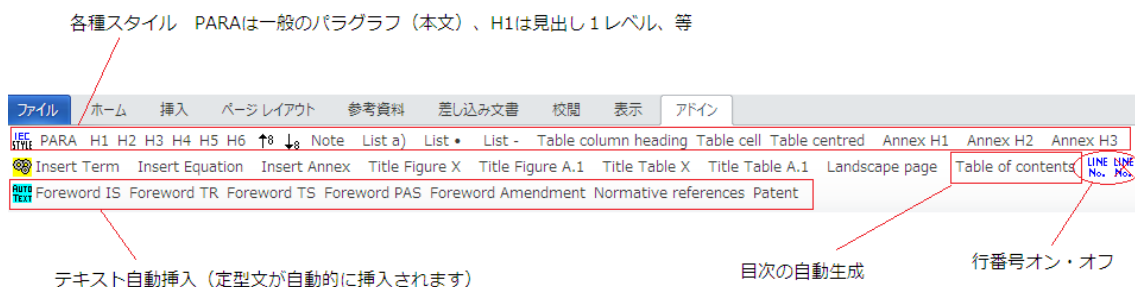 各種スタイル　PARAは一般のパラグラフ（本文）、H1は見出し１レベル、等
ファイル ホーム 挿入 ページ レイアウト 参考資料 差し込み文書 校閲 表示 アドイン
IEC STYLE PARA H1 H2 H3 H4 H5 H6 ↑8 ↓8 Note List a) List • List - Table column heading Table cell Table centred Annex H1 Annex H2 Annex H3
Insert Term Insert Equation Insert Annex Title Figure X Title Figure A.1 Title Table X Title Table A.1 Landscape page Table of contents LINE No. LINE No.
AUTO TEXT Foreword IS Foreword TR Foreword TS Foreword PAS Foreword Amendment Normative references Patent
テキスト自動挿入（定型文が自動的に挿入されます）
目次の自動生成
行番号オン・オフ